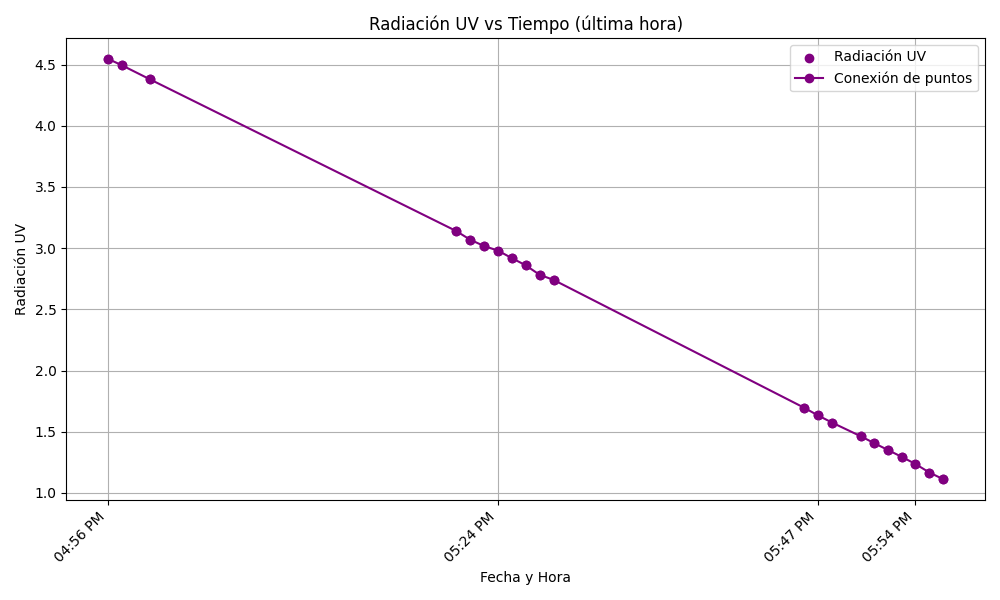 Radiación UV vs Tiempo (última hora)
Radiación UV
Conexión de puntos
Radiación UV
4.5
4.0
3.5
3.0
2.5
2.0
1.5
1.0
04:56 PM
05:24 PM
05:47 PM
05:54 PM
Fecha y Hora